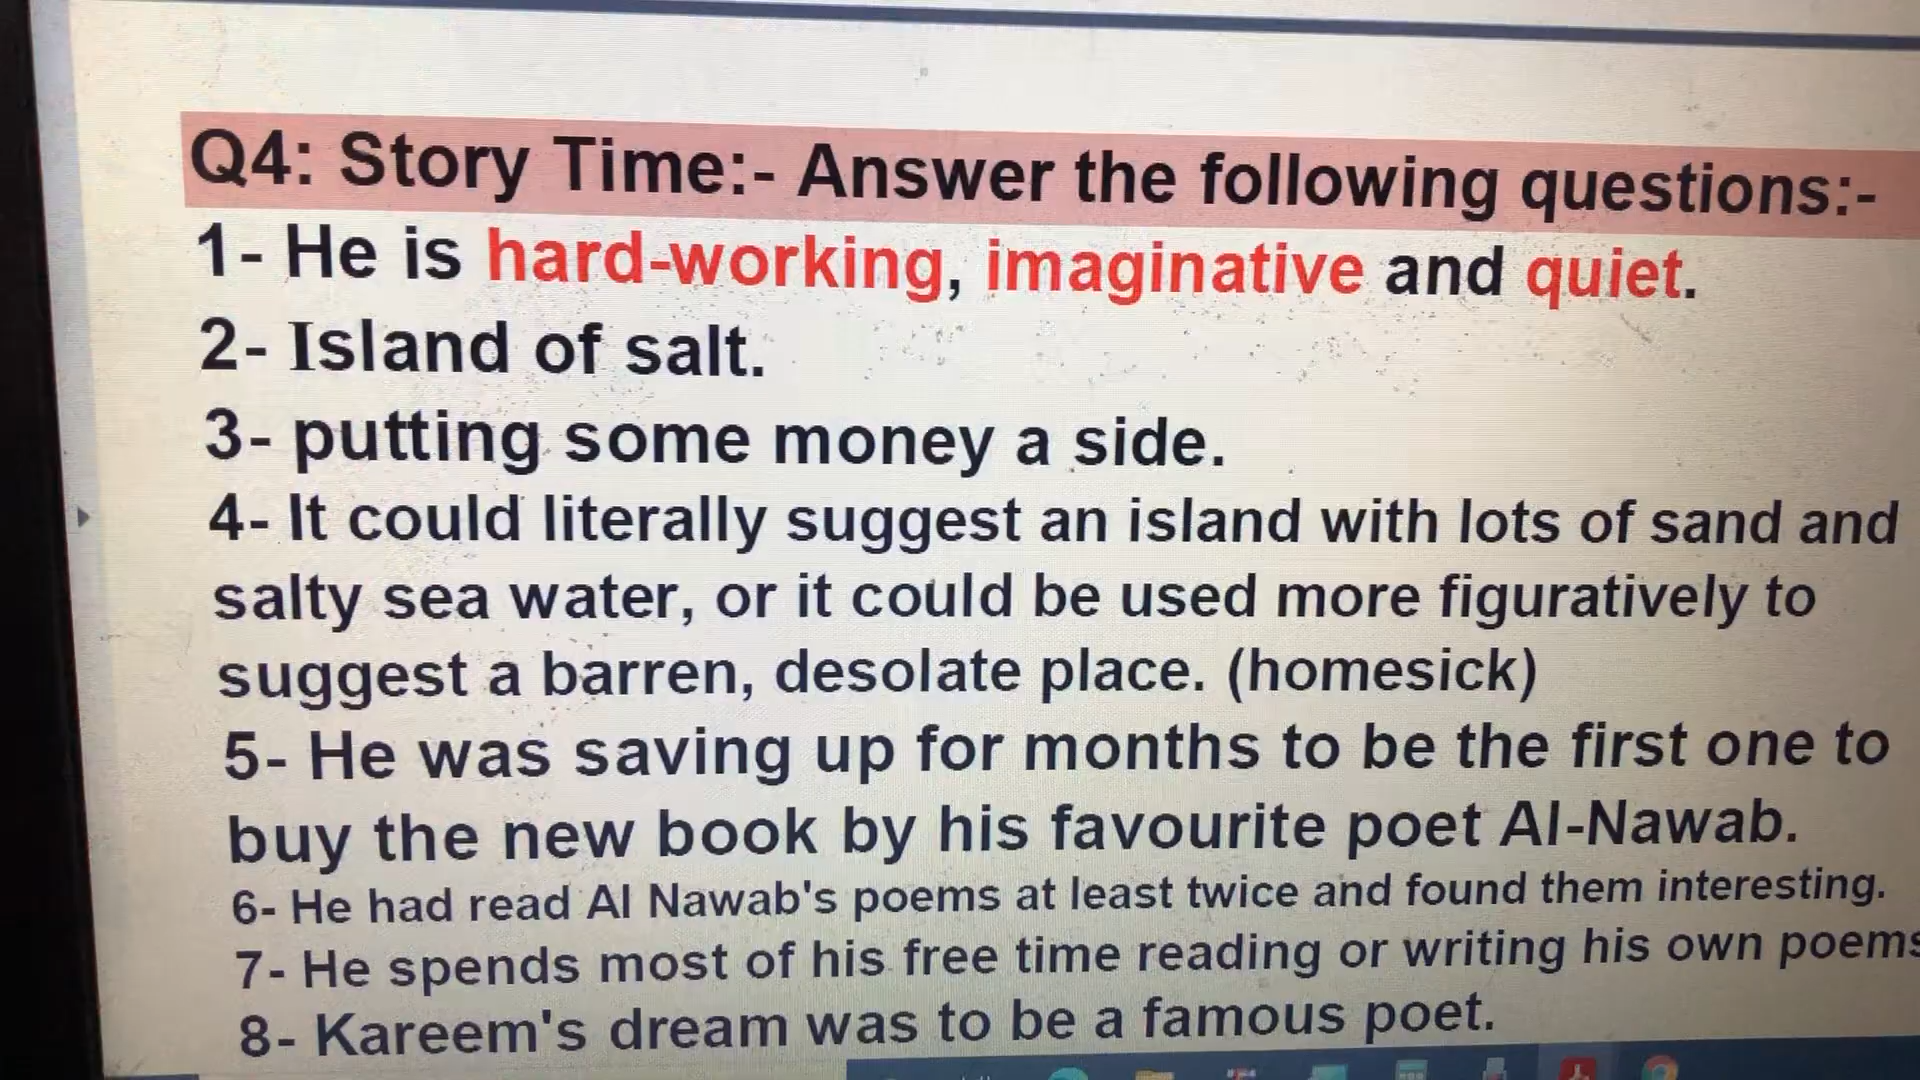 Q4: Story Time:- Answer the following questions:-
1- He is hard-working, imaginative and quiet.
2- Island of salt.
3- putting some money a side.
4- It could literally suggest an island with lots of sand and
salty sea water, or it could be used more figuratively to
suggest a barren, desolate place. (homesick)
5- He was saving up for months to be the first one to
buy the new book by his favourite poet Al-Nawab.
6- He had read Al Nawab's poems at least twice and found them interesting.
7- He spends most of his free time reading or writing his own poems
8- Kareem's dream was to be a famous poet.